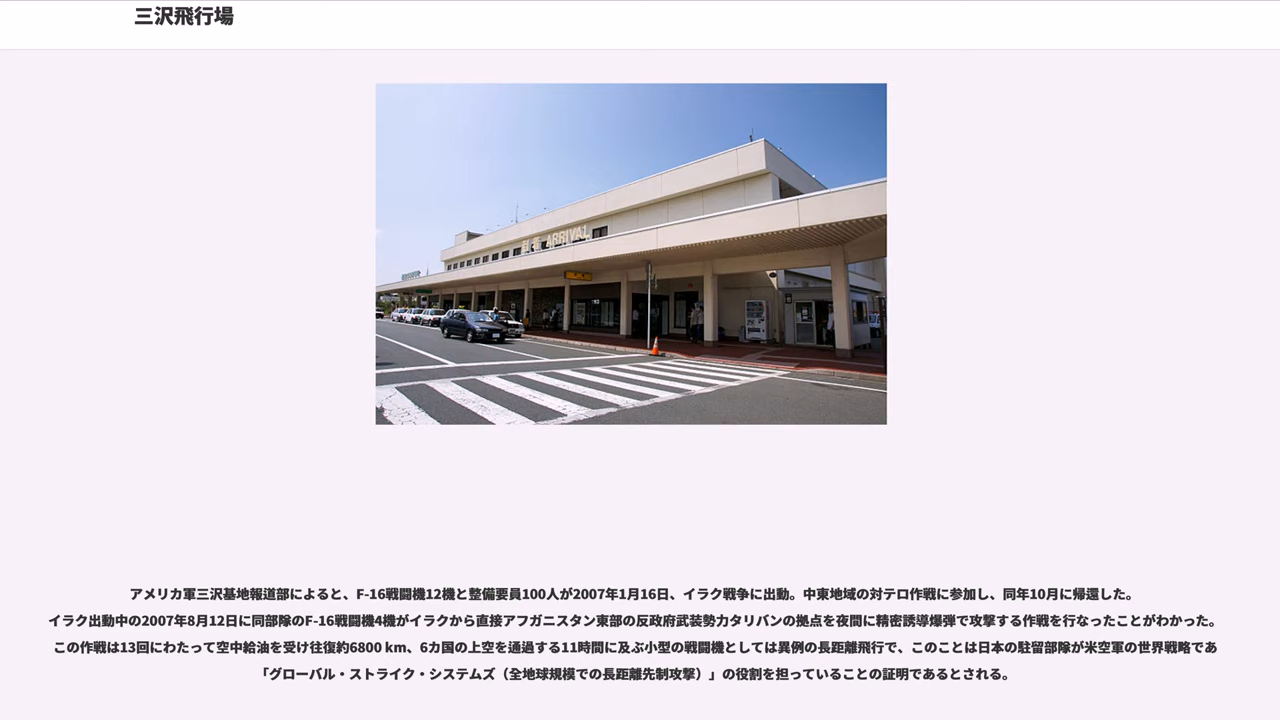 三沢飛行場
到着 ARRIVAL
アメリカ軍三沢基地報道部によると、F-16戦闘機12機と整備要員100人が2007年1月16日、イラク戦争に出動。中東地域の対テロ作戦に参加し、同年10月に帰還した。
イラク出動中の2007年8月12日に同部隊のF-16戦闘機4機がイラクから直接アフガニスタン東部の反政府武装勢力タリバンの拠点を夜間に精密誘導爆弾で攻撃する作戦を行なったことがわかった。
この作戦は13回にわたって空中給油を受け往復約6800 km、6カ国の上空を通過する11時間に及ぶ小型の戦闘機としては異例の長距離飛行で、このことは日本の駐留部隊が米空軍の世界戦略であ
「グローバル・ストライク・システムズ（全地球規模での長距離先制攻撃）」の役割を担っていることの証明であるとされる。